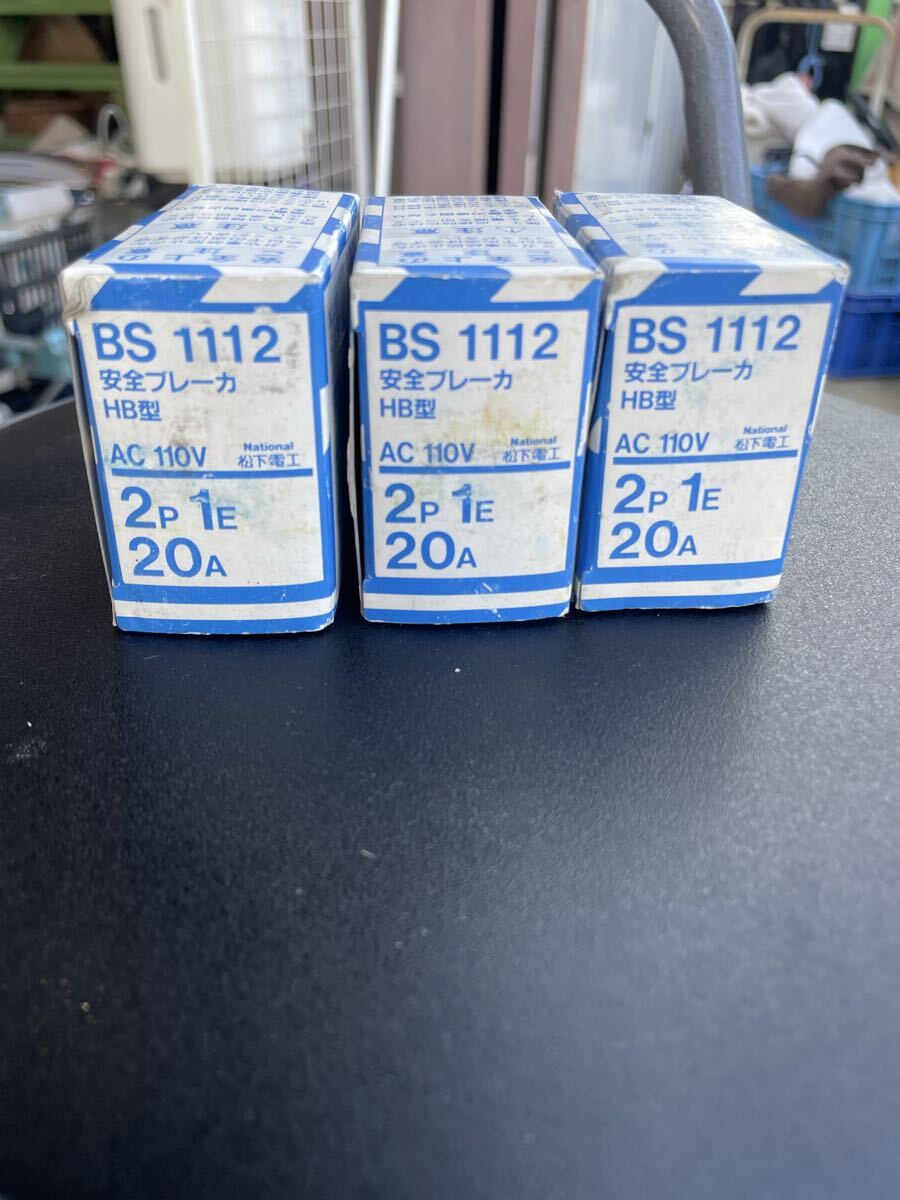 BS 1112
安全ブレーカ
HB型
AC 110V
National
松下電工
2P 1E
20A
BS 1112
安全ブレーカ
HB型
AC 110V
National
松下電工
2P 1E
20A
BS 1112
安全ブレーカ
HB型
AC 110V
National
松下電工
2P 1E
20A